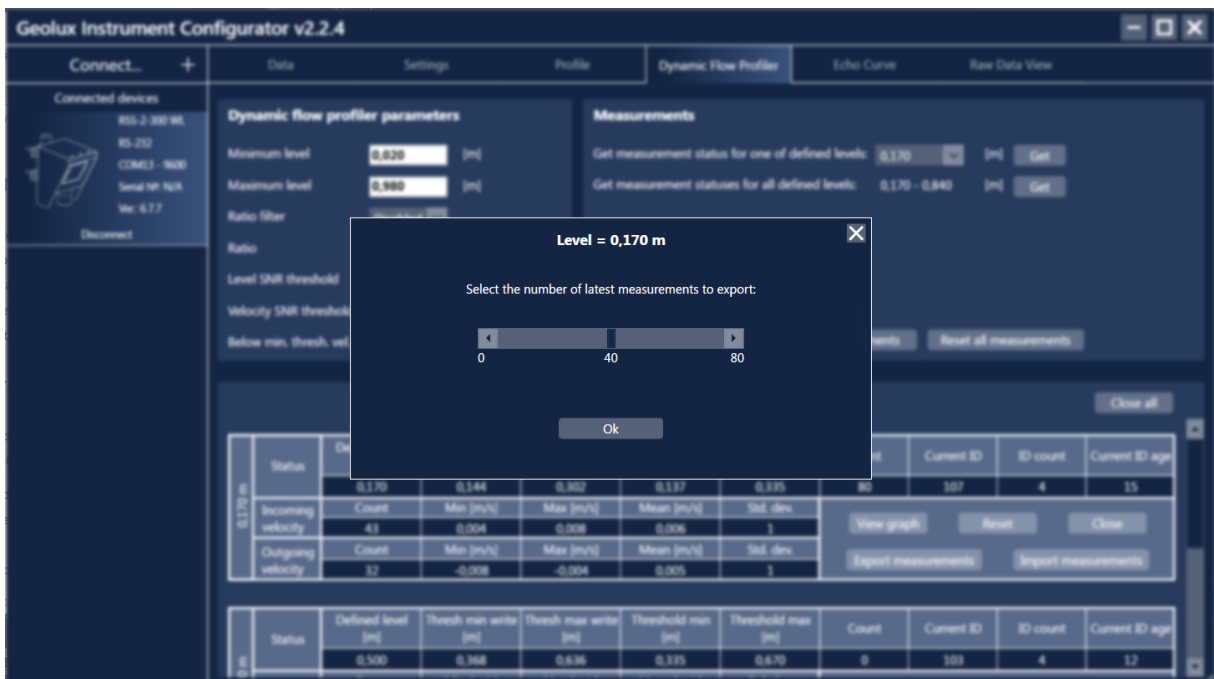 Geolux Instrument Configurator v2.2.4
Connect... +
Data Settings Profile Dynamic Flow Profiler Echo Curve Raw Data View
Connected devices
RSS-2-300 WL
RS-232
COM13 - 9600
Serial №: N/A
Ver.: 6.7.7
Disconnect
Dynamic flow profiler parameters
Minimum level 0,020 [m]
Maximum level 0,980 [m]
Ratio filter Disabled
Ratio
Level SNR threshold
Velocity SNR threshold
Below min. thresh. vel.
Measurements
Get measurement status for one of defined levels: 0,170 [m] Get
Get measurement statuses for all defined levels: 0,170 - 0,840 [m] Get
Reset all measurements
Level = 0,170 m
Select the number of latest measurements to export:
0 40 80
Ok
Close all
0,170 m
Status Current ID ID count Current ID age
0,170 0,144 0,302 0,137 0,335 80 107 4 15
Incoming velocity Count Min [m/s] Max [m/s] Mean [m/s] Std. dev.
43 0,004 0,008 0,006 1
Outgoing velocity Count Min [m/s] Max [m/s] Mean [m/s] Std. dev.
32 -0,008 -0,004 0,005 1
View graph Reset Close
Export measurements Import measurements
Status Defined level [m] Thresh min write [m] Thresh max write [m] Threshold min [m] Threshold max [m] Count Current ID ID count Current ID age
0,500 0,368 0,636 0,335 0,670 0 103 4 12